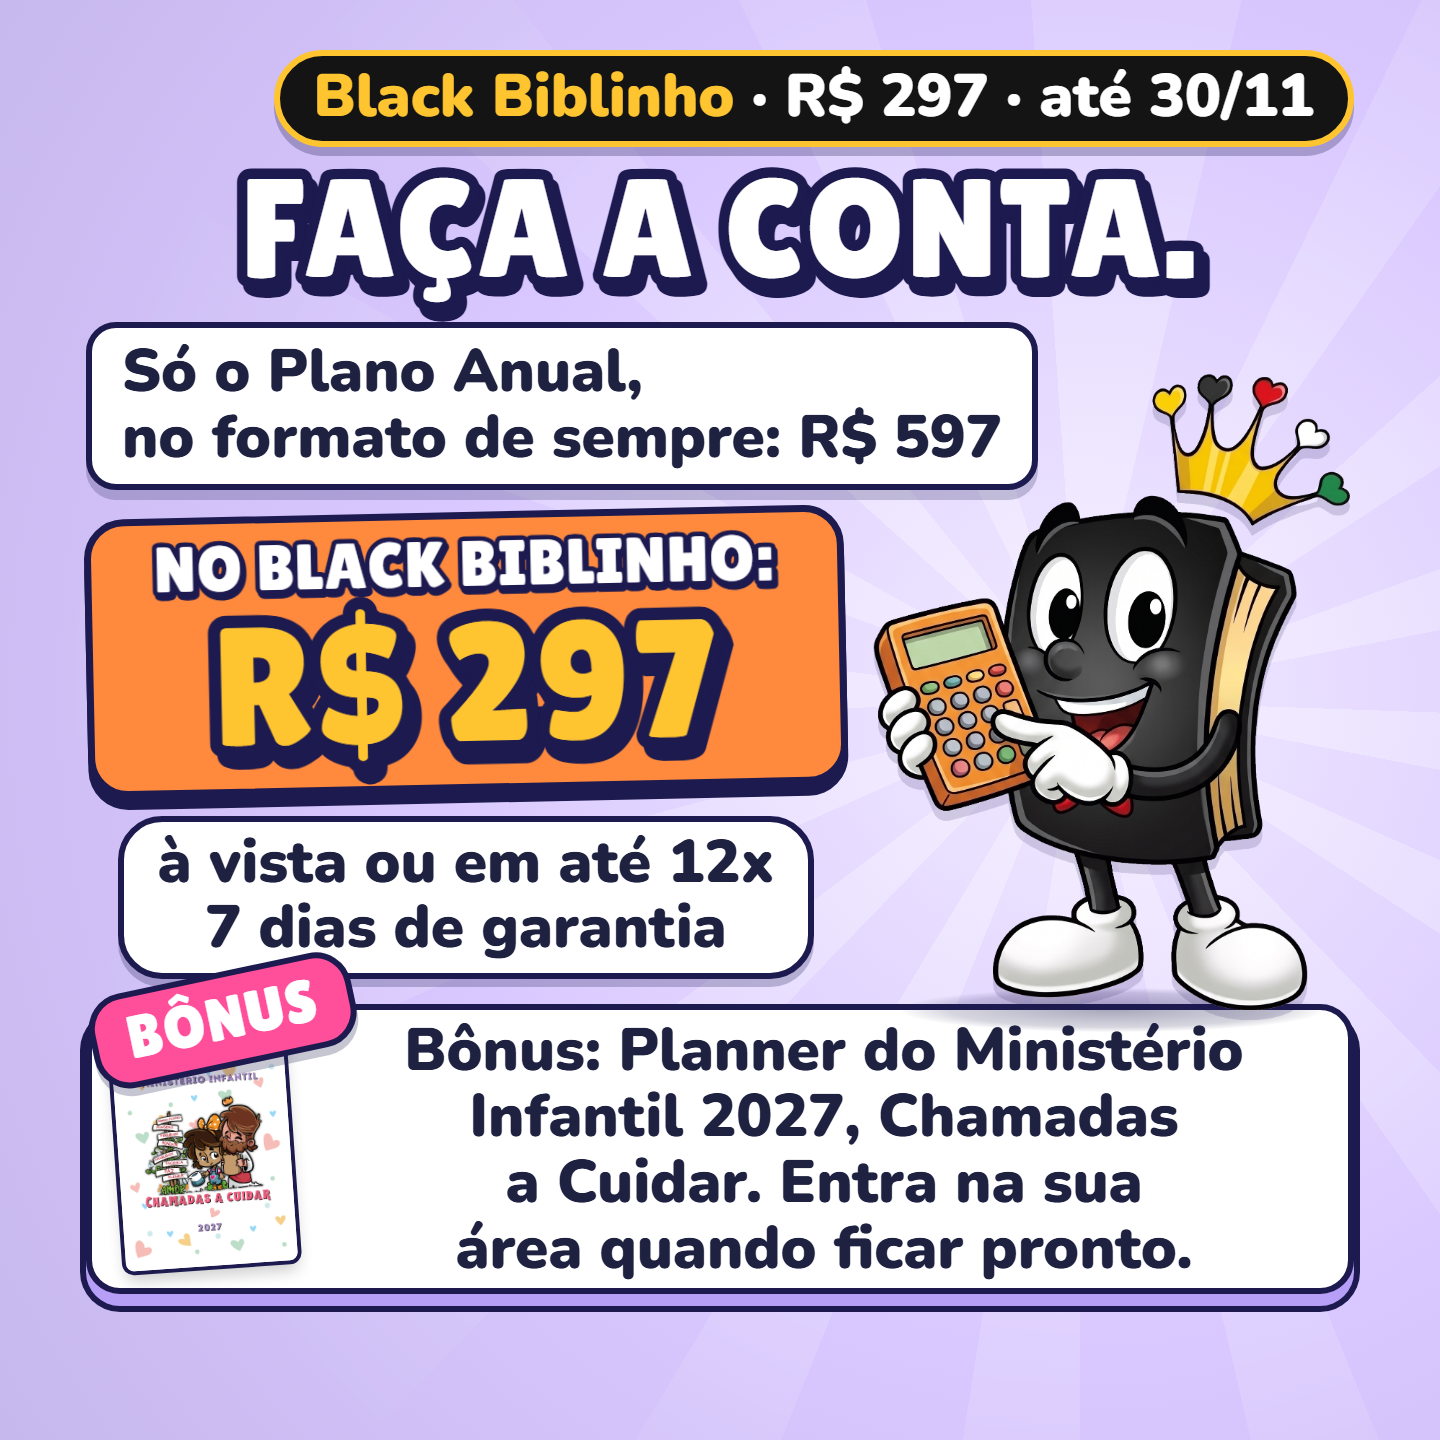 Black Biblinho · R$ 297 · até 30/11
FAÇA A CONTA.
Só o Plano Anual,
no formato de sempre: R$ 597
NO BLACK BIBLINHO:
R$ 297
à vista ou em até 12x
7 dias de garantia
BÔNUS
Bônus: Planner do Ministério
Infantil 2027, Chamadas
a Cuidar. Entra na sua
área quando ficar pronto.
MINISTÉRIO INFANTIL
CHAMADAS A CUIDAR
2027